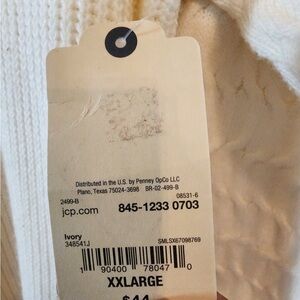 Distributed in the U.S. by Penney OpCo LLC
Plano, Texas 75024-3698 BR-02-499-B
2499-B 08531-6
jcp.com 845-1233 0703
Ivory
348541J SMLSX67098769
1 90400 78047 0
XXLARGE
$44